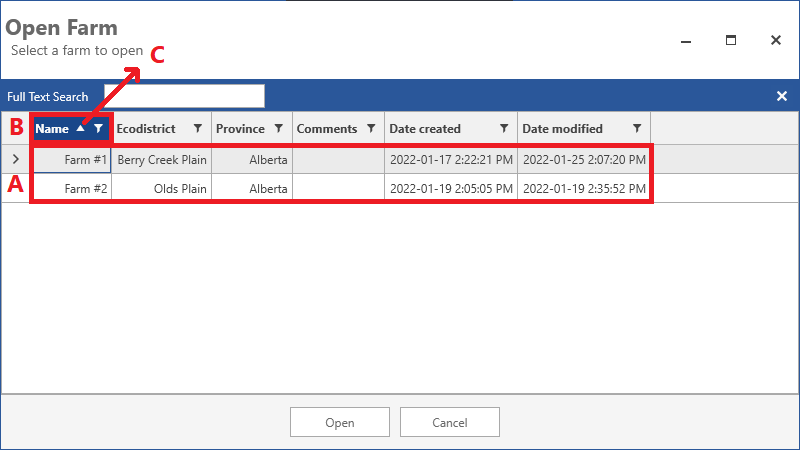 Open Farm
Select a farm to open
C
Full Text Search
B
Name Ecodistrict Province Comments Date created Date modified
Farm #1 Berry Creek Plain Alberta 2022-01-17 2:22:21 PM 2022-01-25 2:07:20 PM
A
Farm #2 Olds Plain Alberta 2022-01-19 2:05:05 PM 2022-01-19 2:35:52 PM
Open Cancel